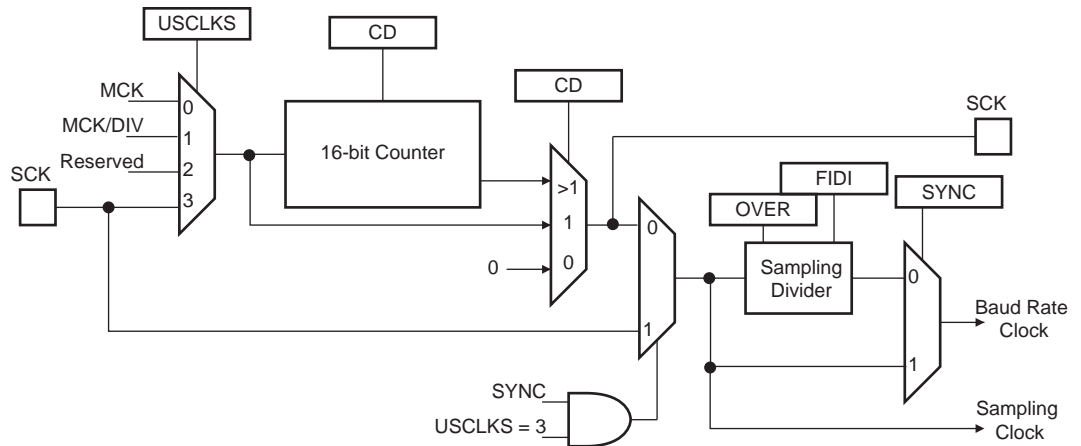 USCLKS
CD
CD
SCK
MCK
0
MCK/DIV
1
16-bit Counter
Reserved
2
SCK
3
>1
1
0
0
FIDI
OVER
SYNC
0
1
Sampling
Divider
0
1
Baud Rate
Clock
SYNC
USCLKS = 3
Sampling
Clock